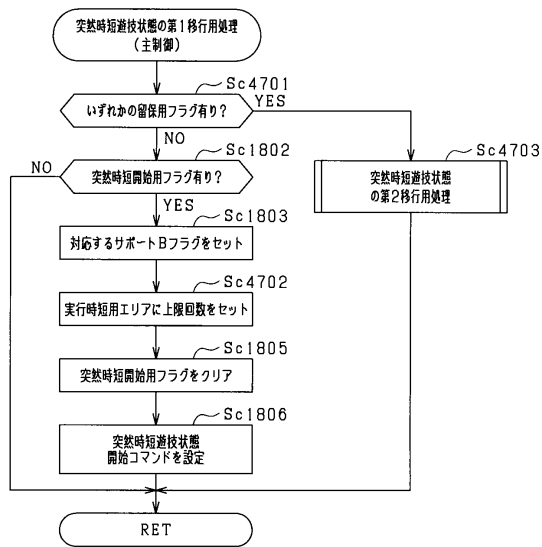 突然時短遊技状態の第1移行用処理
(主制御)
Sc4701
いずれかの留保用フラグ有り?
YES
NO
Sc1802
突然時短開始用フラグ有り?
NO
YES
Sc4703
突然時短遊技状態
の第2移行用処理
Sc1803
対応するサポートBフラグをセット
Sc4702
実行時短用エリアに上限回数をセット
Sc1805
突然時短開始用フラグをクリア
Sc1806
突然時短遊技状態
開始コマンドを設定
RET